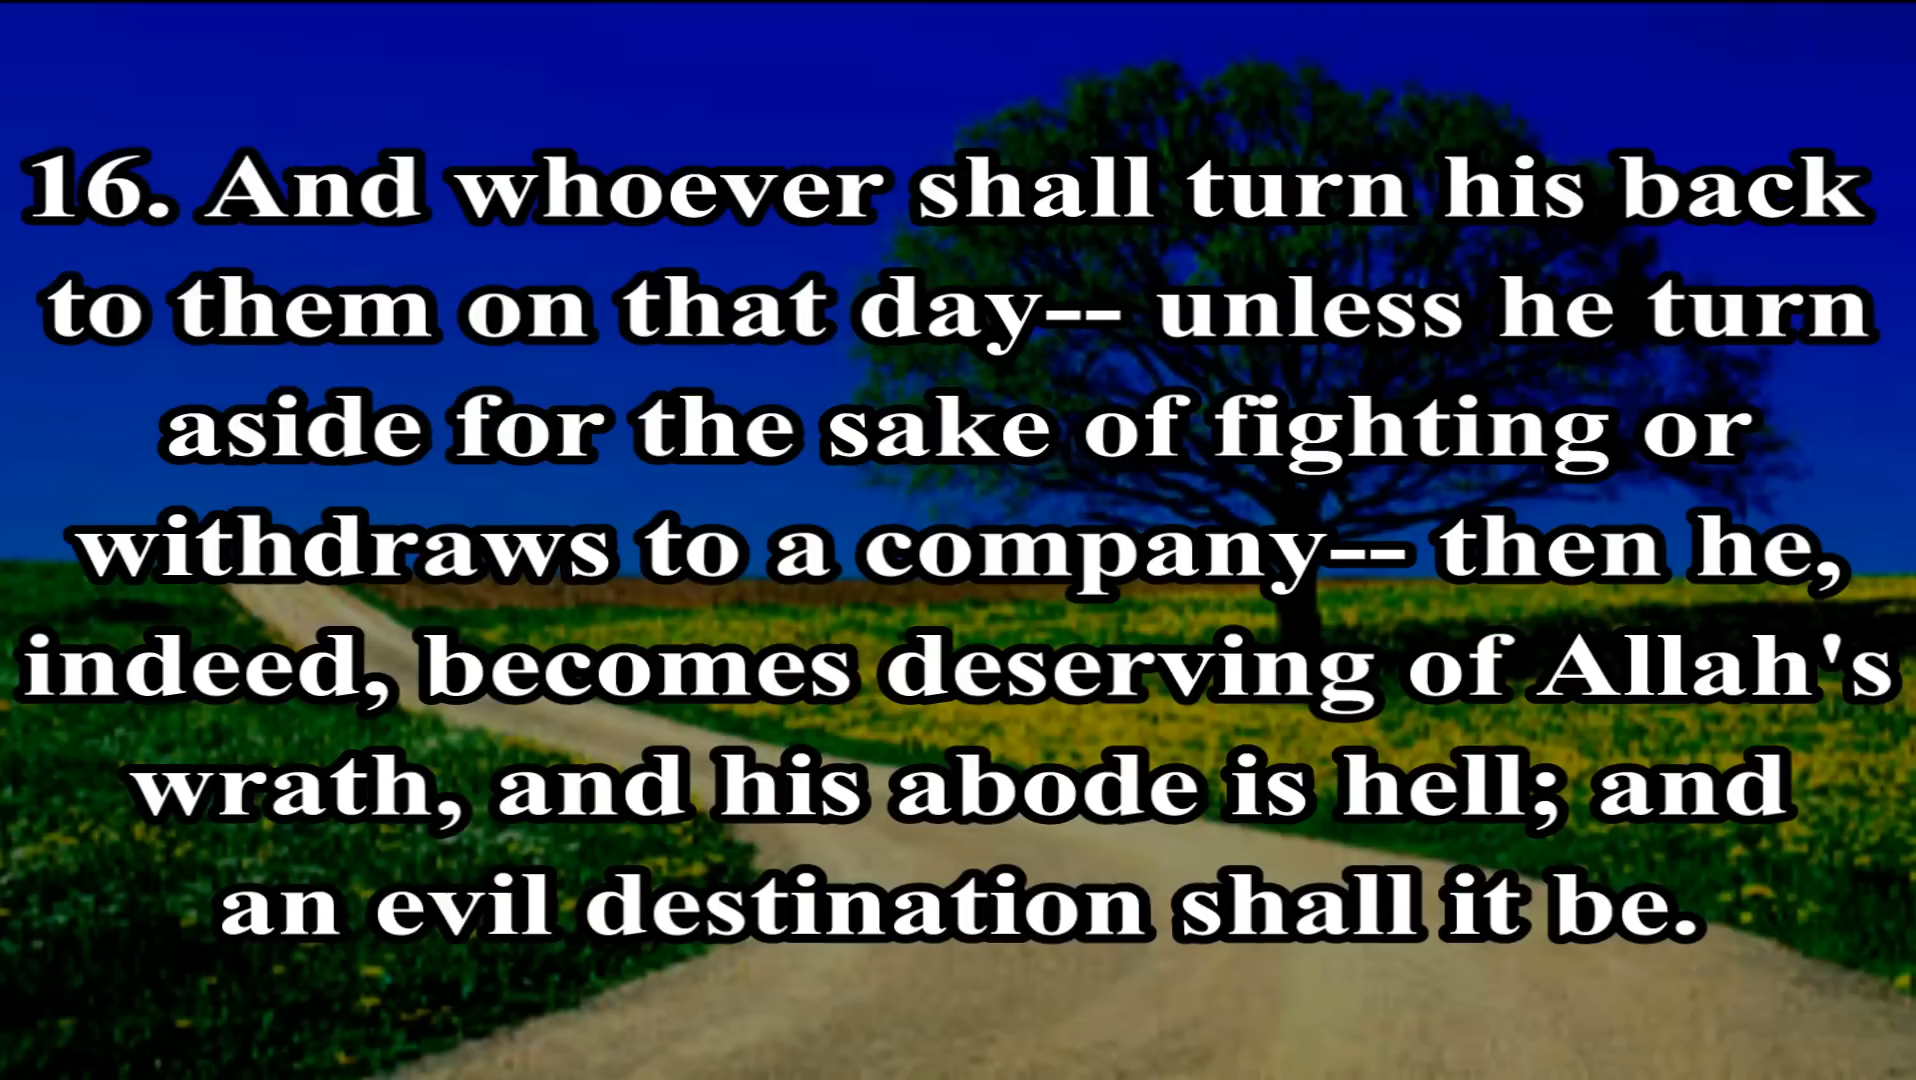 16. And whoever shall turn his back
to them on that day-- unless he turn
aside for the sake of fighting or
withdraws to a company-- then he,
indeed, becomes deserving of Allah's
wrath, and his abode is hell; and
an evil destination shall it be.